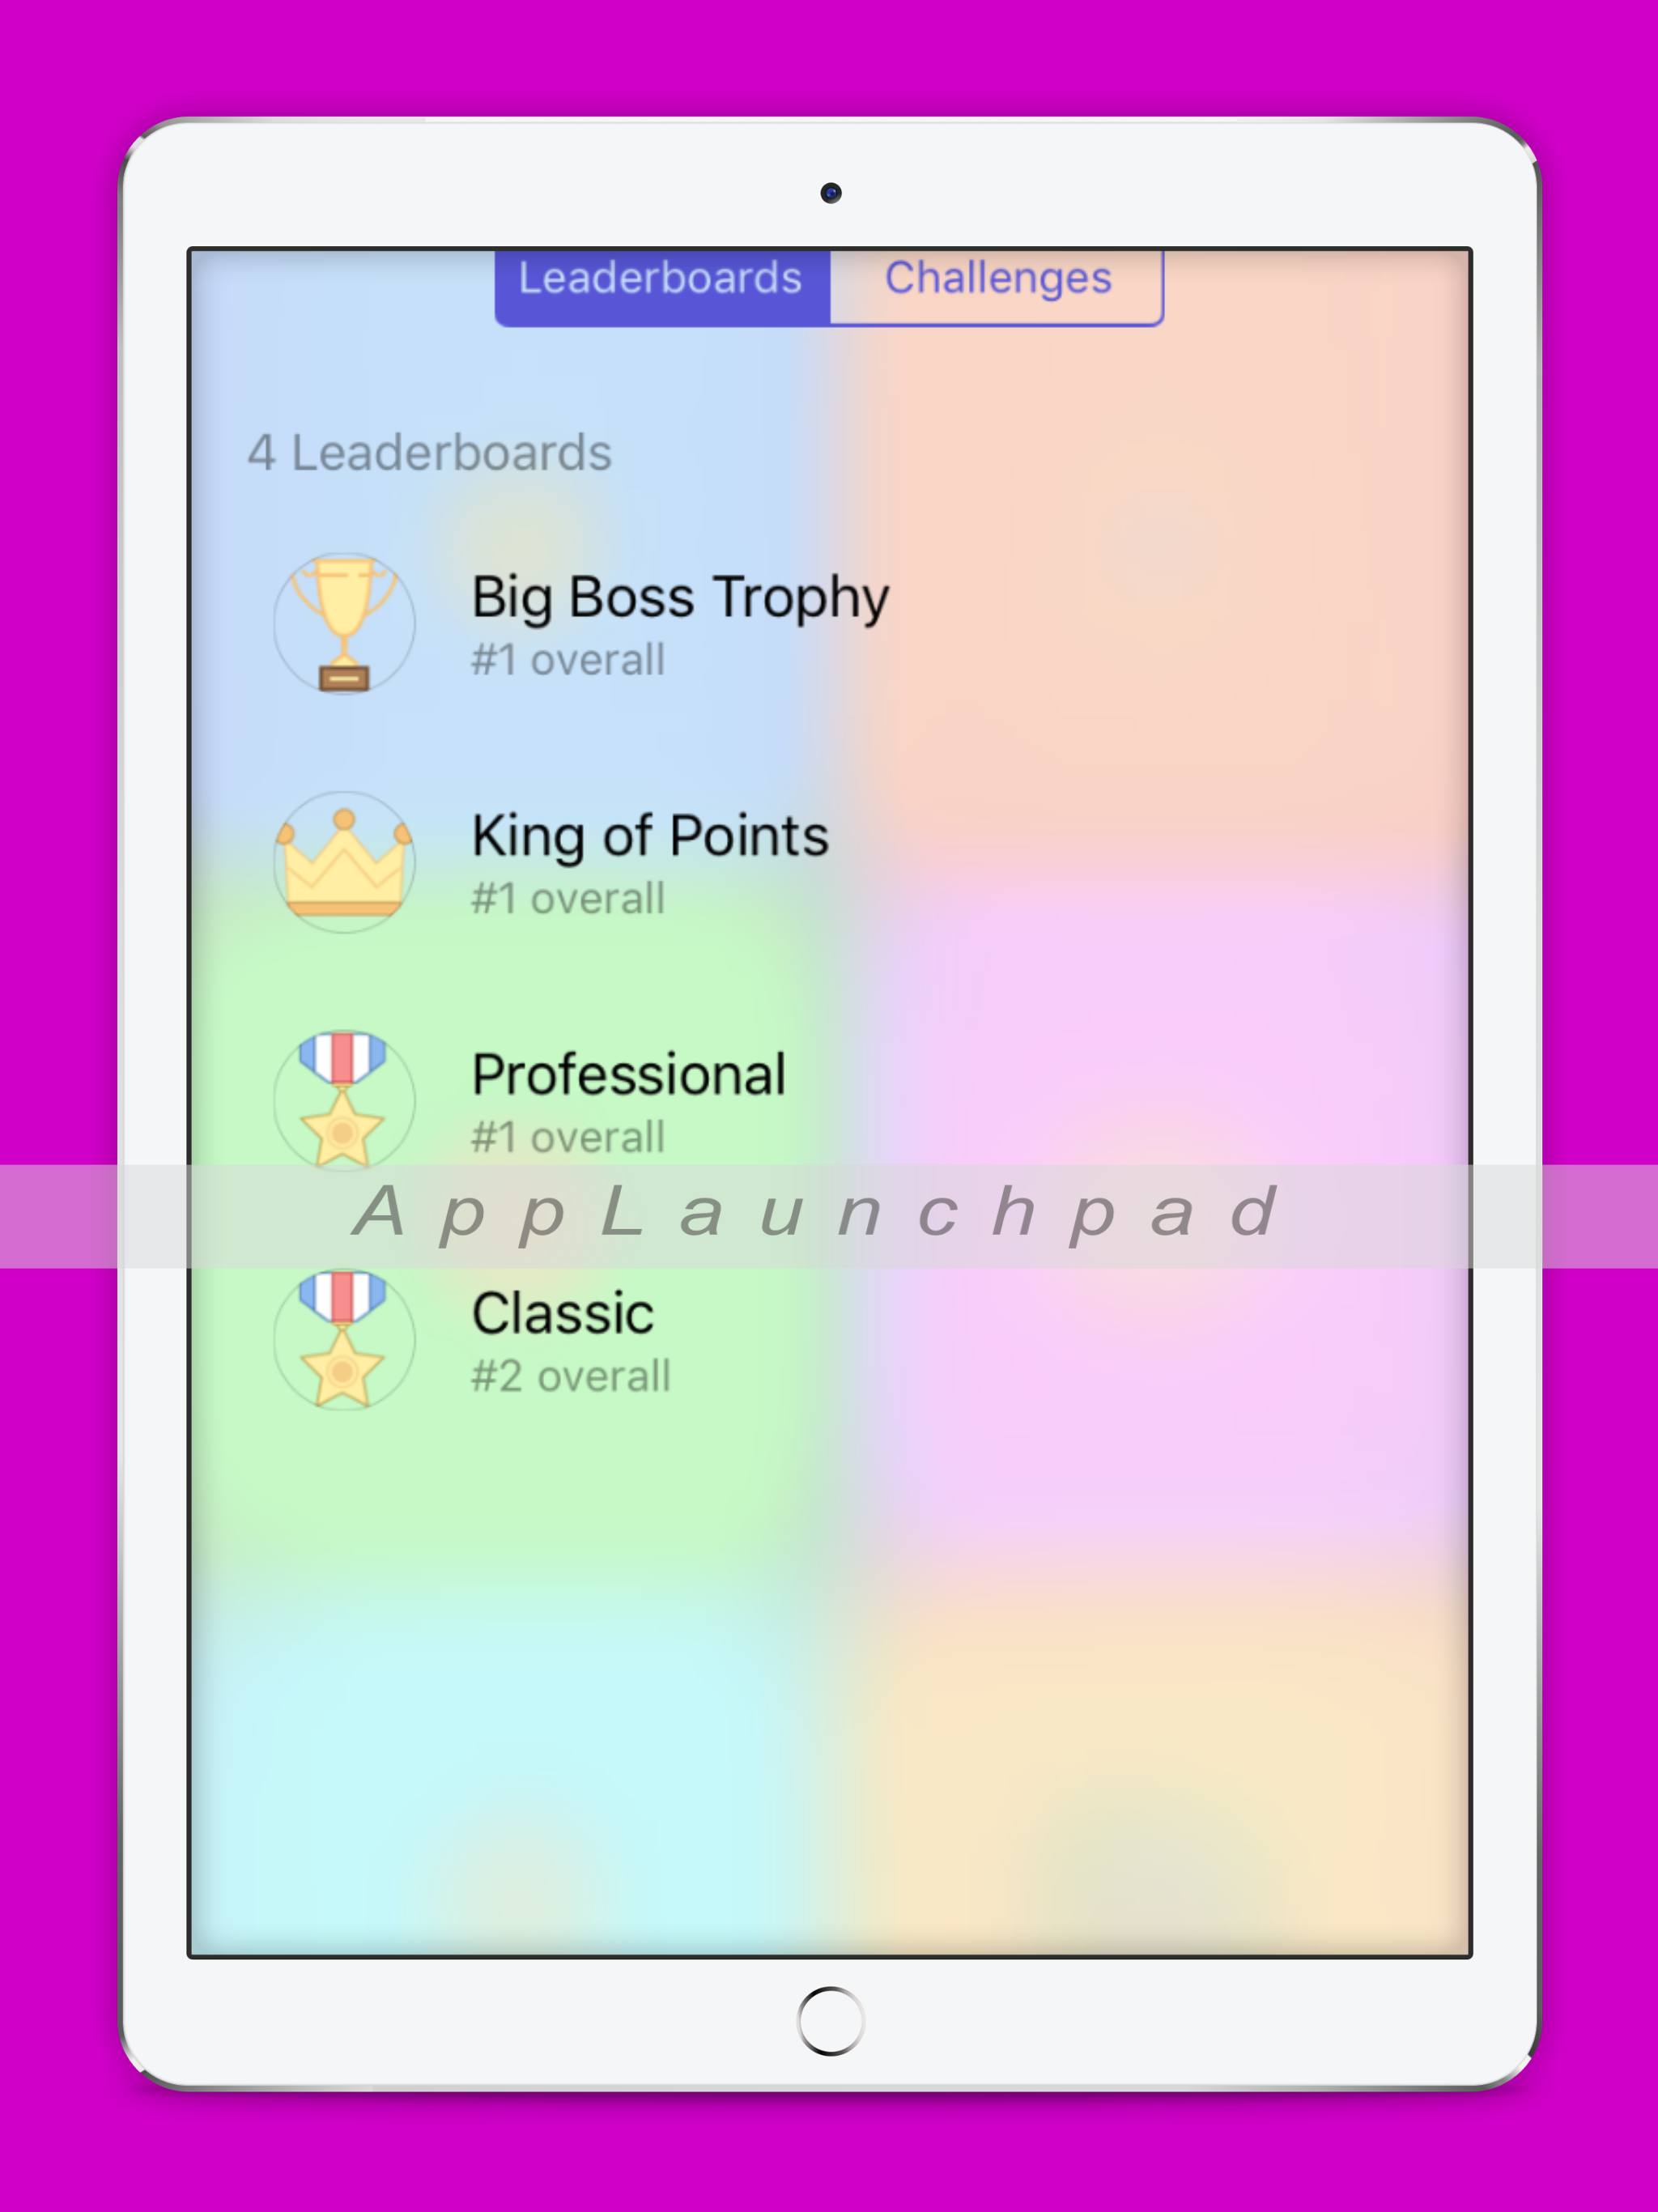 Leaderboards Challenges
4 Leaderboards
Big Boss Trophy
#1 overall
King of Points
#1 overall
Professional
#1 overall
AppLaunchpad
Classic
#2 overall